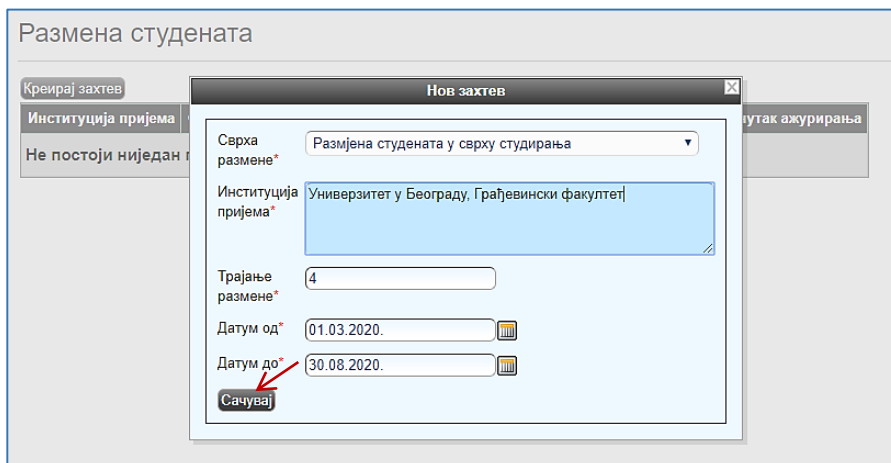 Размена студената
Креирај захтев
Нов захтев
Институција пријема
утак ажурирања
Не постоји ниједан
Сврха
размене*
Размјена студената у сврху студирања
Институција
пријема*
Универзитет у Београду, Грађевински факултет
Трајање
размене*
4
Датум од*
01.03.2020.
Датум до*
30.08.2020.
Сачувај